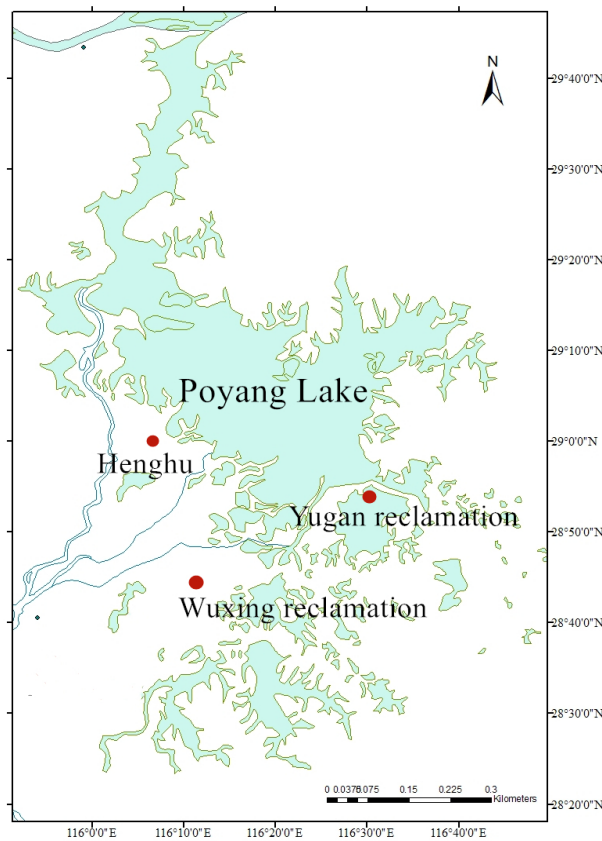 N
29°40'0"N
29°30'0"N
29°20'0"N
29°10'0"N
Poyang Lake
29°0'0"N
Henghu
Yugan reclamation
28°50'0"N
Wuxing reclamation
28°40'0"N
28°30'0"N
0 0.0375 0.075 0.15 0.225 0.3
Kilometers
28°20'0"N
116°0'0"E 116°10'0"E 116°20'0"E 116°30'0"E 116°40'0"E